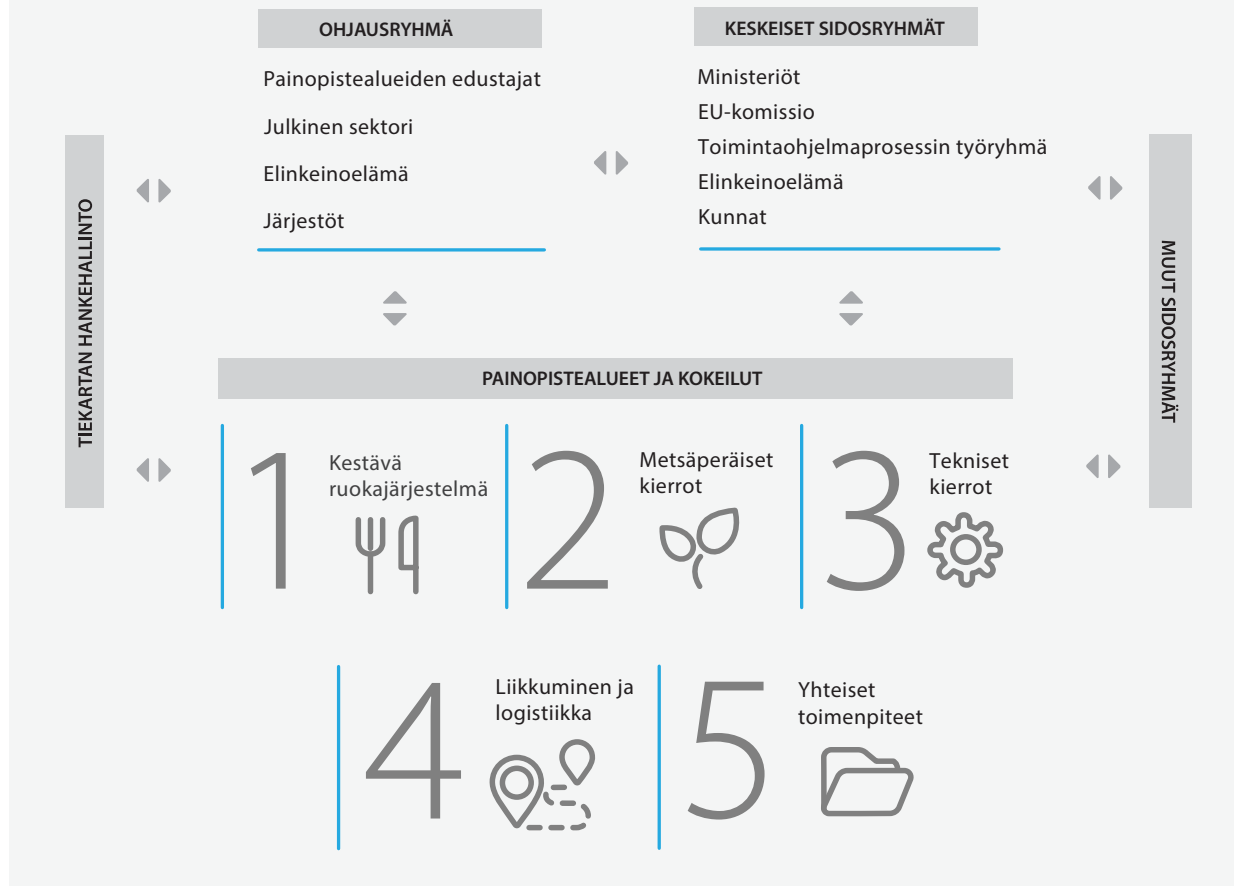 OHJAUSRYHMÄ
Painopistealueiden edustajat
Julkinen sektori
Elinkeinoelämä
Järjestöt
KESKEISET SIDOSRYHMÄT
Ministeriöt
EU-komissio
Toimintaohjelmaprosessin työryhmä
Elinkeinoelämä
Kunnat
TIEKARTAN HANKEHALLINTO
MUUT SIDOSRYHMÄT
PAINOPISTEALUEET JA KOKEILUT
1
Kestävä
ruokajärjestelmä
2
Metsäperäiset
kierrot
3
Tekniset
kierrot
4
Liikkuminen ja
logistiikka
5
Yhteiset
toimenpiteet